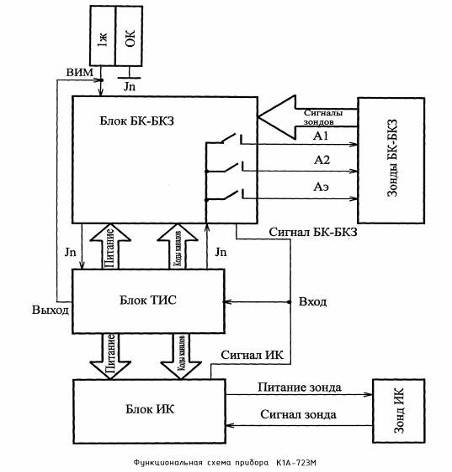 1ж
ОК
ВИМ
Jn
Блок БК-БКЗ
Сигналы
зондов
А1
А2
Аэ
Зонды БК-БКЗ
Сигнал БК-БКЗ
Jn
Питание
Коды каналов
Jn
Выход
Блок ТИС
Вход
Питание
Коды каналов
Сигнал ИК
Блок ИК
Питание зонда
Сигнал зонда
Зонд ИК
Функциональная схема прибора К1А-723М